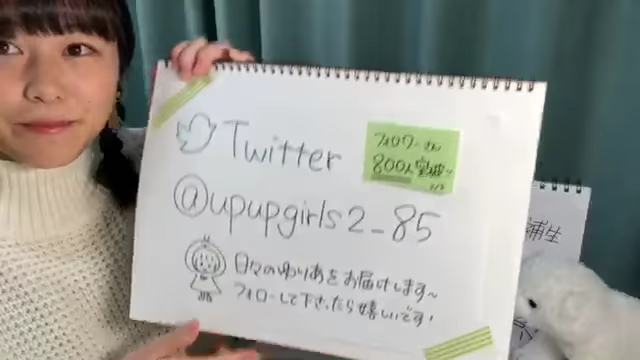 Twitter
フォロワーさん
800人突破
@upupgirls2_85
日々のゆりあをお届けします〜
フォローして下さったら嬉しいです!
浦生